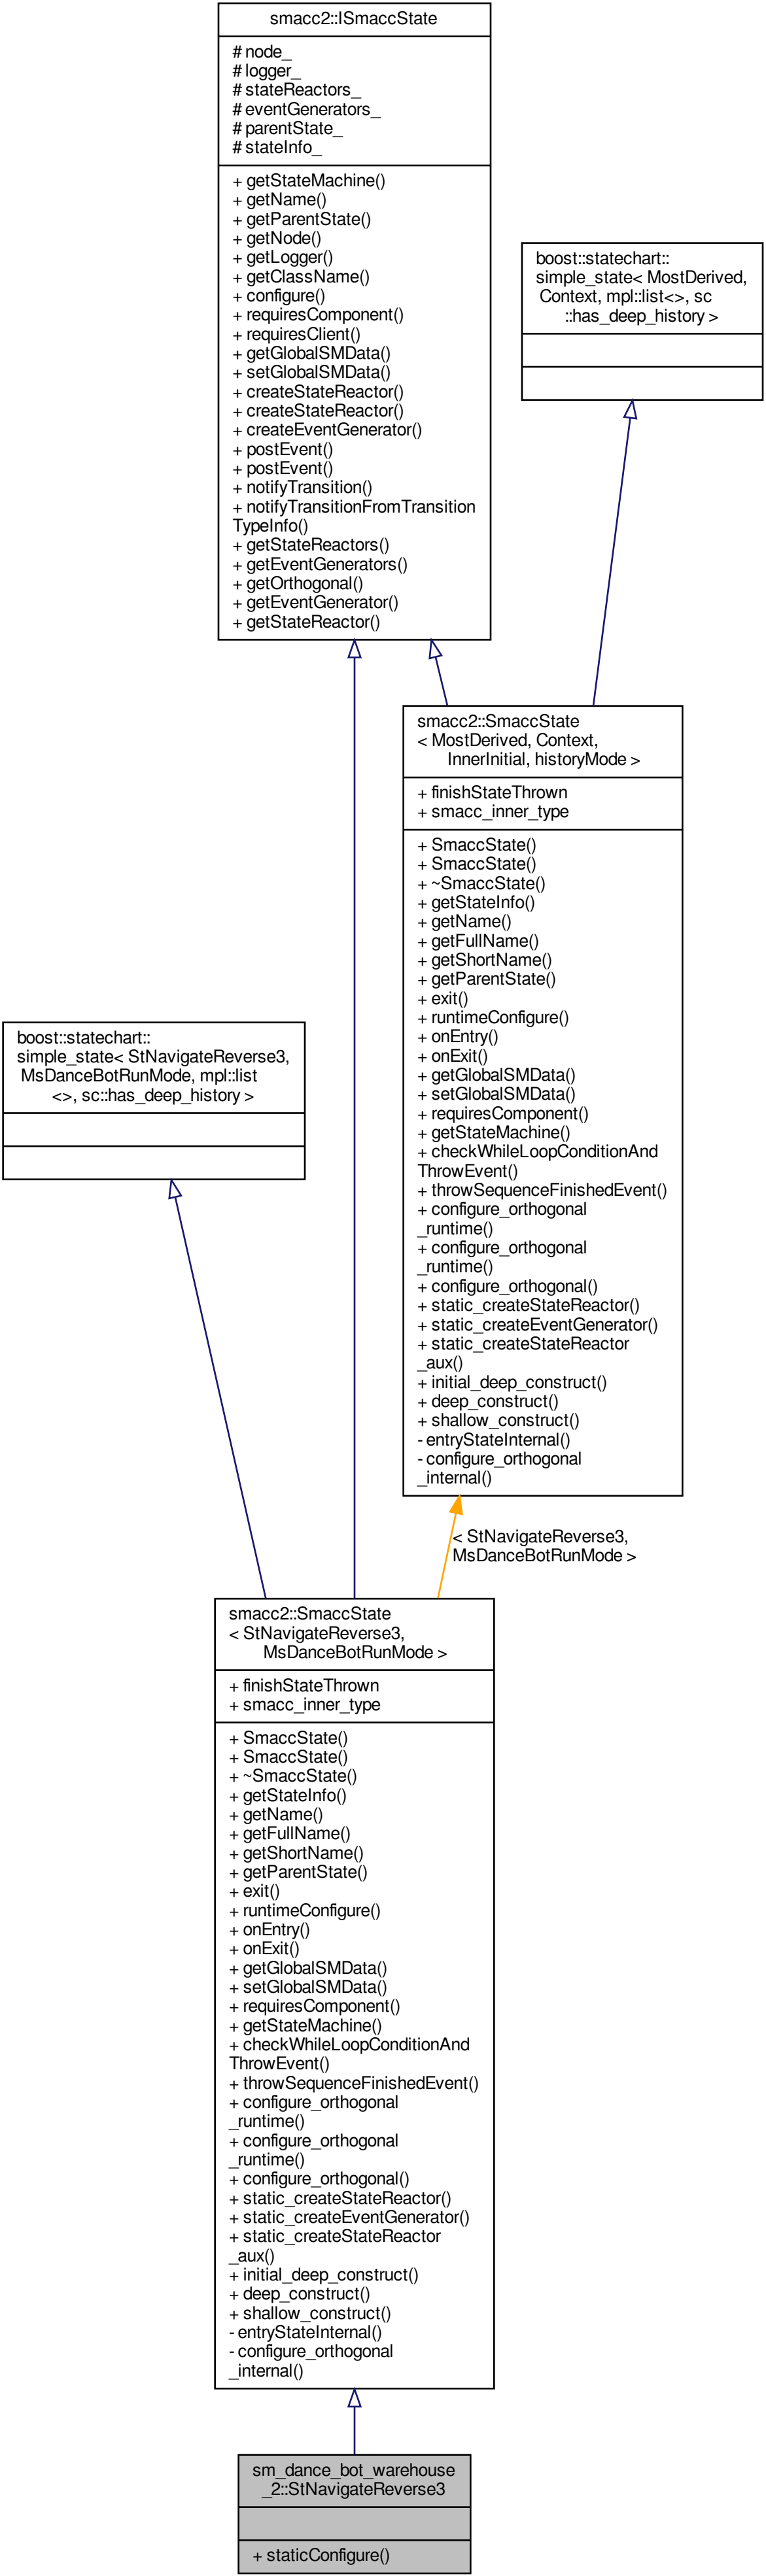 smacc2::ISmaccState
# node_
# logger_
# stateReactors_
# eventGenerators_
# parentState_
# stateInfo_
+ getStateMachine()
+ getName()
+ getParentState()
+ getNode()
+ getLogger()
+ getClassName()
+ configure()
+ requiresComponent()
+ requiresClient()
+ getGlobalSMData()
+ setGlobalSMData()
+ createStateReactor()
+ createStateReactor()
+ createEventGenerator()
+ postEvent()
+ postEvent()
+ notifyTransition()
+ notifyTransitionFromTransition
TypeInfo()
+ getStateReactors()
+ getEventGenerators()
+ getOrthogonal()
+ getEventGenerator()
+ getStateReactor()
boost::statechart::
simple_state< MostDerived,
Context, mpl::list<>, sc
::has_deep_history >
smacc2::SmaccState
< MostDerived, Context,
InnerInitial, historyMode >
+ finishStateThrown
+ smacc_inner_type
+ SmaccState()
+ SmaccState()
+ ~SmaccState()
+ getStateInfo()
+ getName()
+ getFullName()
+ getShortName()
+ getParentState()
+ exit()
+ runtimeConfigure()
+ onEntry()
+ onExit()
+ getGlobalSMData()
+ setGlobalSMData()
+ requiresComponent()
+ getStateMachine()
+ checkWhileLoopConditionAnd
ThrowEvent()
+ throwSequenceFinishedEvent()
+ configure_orthogonal
_runtime()
+ configure_orthogonal
_runtime()
+ configure_orthogonal()
+ static_createStateReactor()
+ static_createEventGenerator()
+ static_createStateReactor
_aux()
+ initial_deep_construct()
+ deep_construct()
+ shallow_construct()
- entryStateInternal()
- configure_orthogonal
_internal()
boost::statechart::
simple_state< StNavigateReverse3,
MsDanceBotRunMode, mpl::list
<>, sc::has_deep_history >
< StNavigateReverse3,
MsDanceBotRunMode >
smacc2::SmaccState
< StNavigateReverse3,
MsDanceBotRunMode >
+ finishStateThrown
+ smacc_inner_type
+ SmaccState()
+ SmaccState()
+ ~SmaccState()
+ getStateInfo()
+ getName()
+ getFullName()
+ getShortName()
+ getParentState()
+ exit()
+ runtimeConfigure()
+ onEntry()
+ onExit()
+ getGlobalSMData()
+ setGlobalSMData()
+ requiresComponent()
+ getStateMachine()
+ checkWhileLoopConditionAnd
ThrowEvent()
+ throwSequenceFinishedEvent()
+ configure_orthogonal
_runtime()
+ configure_orthogonal
_runtime()
+ configure_orthogonal()
+ static_createStateReactor()
+ static_createEventGenerator()
+ static_createStateReactor
_aux()
+ initial_deep_construct()
+ deep_construct()
+ shallow_construct()
- entryStateInternal()
- configure_orthogonal
_internal()
sm_dance_bot_warehouse
_2::StNavigateReverse3
+ staticConfigure()